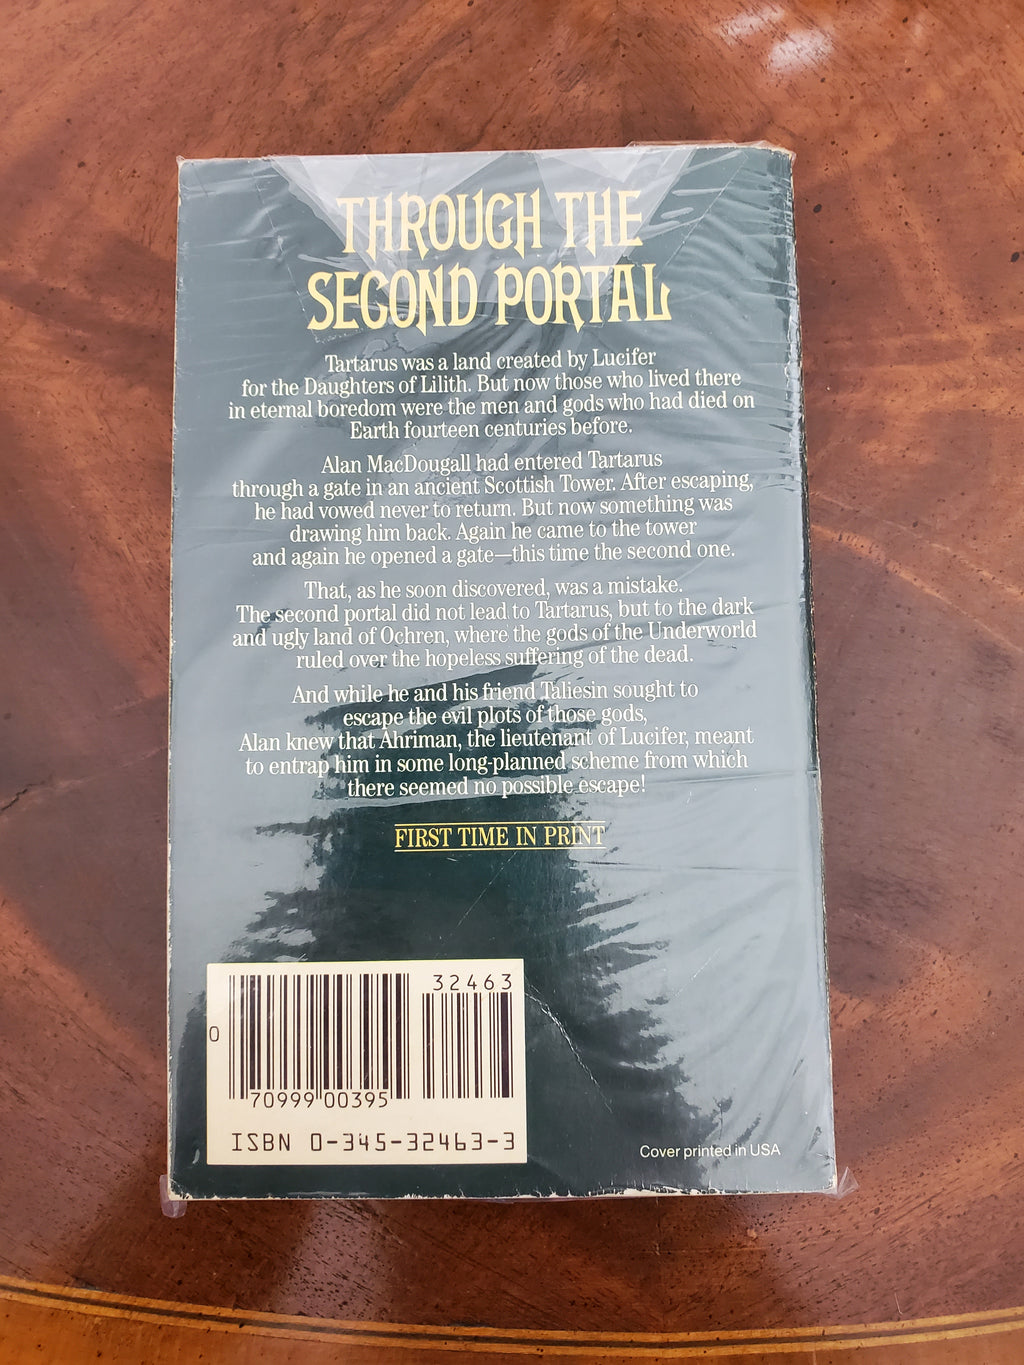 THROUGH THE
SECOND PORTAL
Tartarus was a land created by Lucifer
for the Daughters of Lilith. But now those who lived there
in eternal boredom were the men and gods who had died on
Earth fourteen centuries before.
Alan MacDougall had entered Tartarus
through a gate in an ancient Scottish Tower. After escaping,
he had vowed never to return. But now something was
drawing him back. Again he came to the tower
and again he opened a gate—this time the second one.
That, as he soon discovered, was a mistake.
The second portal did not lead to Tartarus, but to the dark
and ugly land of Ochren, where the gods of the Underworld
ruled over the hopeless suffering of the dead.
And while he and his friend Taliesin sought to
escape the evil plots of those gods,
Alan knew that Ahriman, the lieutenant of Lucifer, meant
to entrap him in some long-planned scheme from which
there seemed no possible escape!
FIRST TIME IN PRINT
32463
0
70999 00395
ISBN 0-345-32463-3
Cover printed in USA